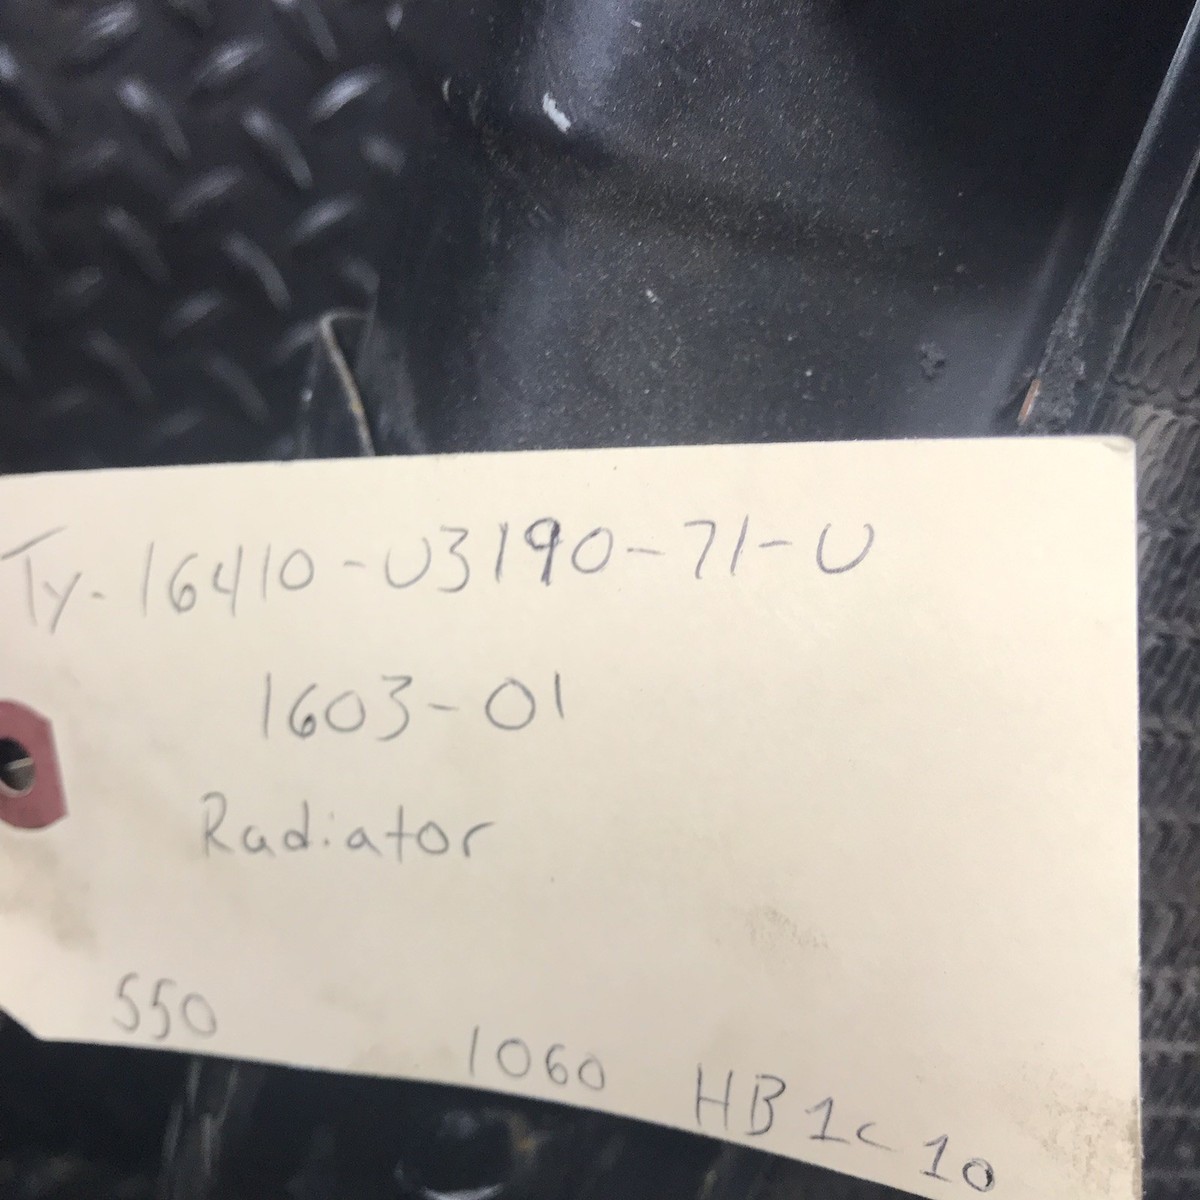 Ty-16410-U3190-71-U
1603-01
Radiator
550
1060 HB1C10